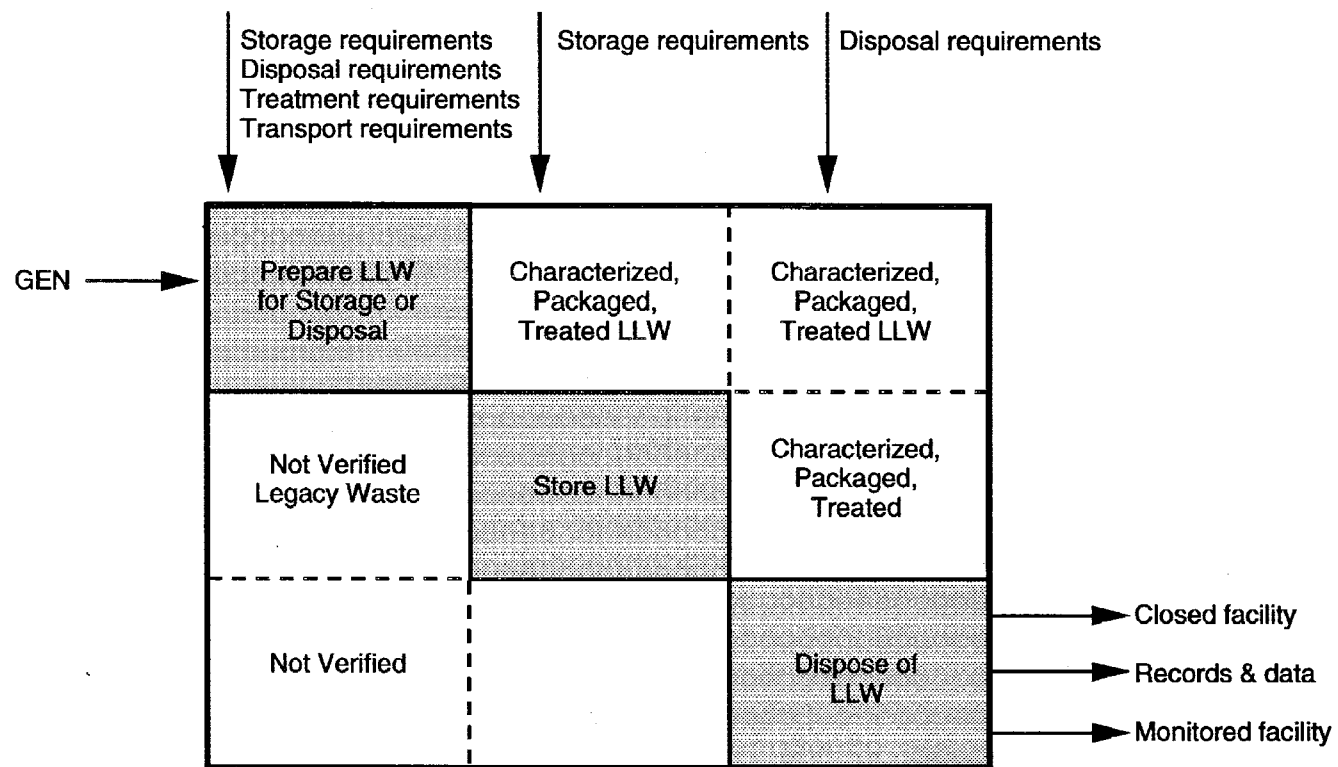 Storage requirements
Disposal requirements
Treatment requirements
Transport requirements
Storage requirements
Disposal requirements
GEN
Prepare LLW
for Storage or
Disposal
Characterized,
Packaged,
Treated LLW
Characterized,
Packaged,
Treated LLW
Not Verified
Legacy Waste
Store LLW
Characterized,
Packaged,
Treated
Not Verified
Dispose of
LLW
Closed facility
Records & data
Monitored facility